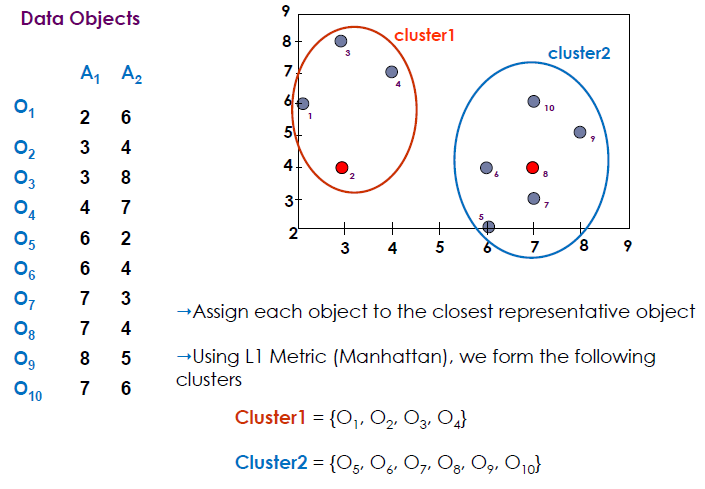 Data Objects
A1 A2
O1 2 6
O2 3 4
O3 3 8
O4 4 7
O5 6 2
O6 6 4
O7 7 3
O8 7 4
O9 8 5
O10 7 6
9
8
7
6
5
4
3
2
3 4 5 6 7 8 9
cluster1
cluster2
3
4
1
2
10
9
6
8
7
5
→Assign each object to the closest representative object
→Using L1 Metric (Manhattan), we form the following
clusters
Cluster1 = {O1, O2, O3, O4}
Cluster2 = {O5, O6, O7, O8, O9, O10}